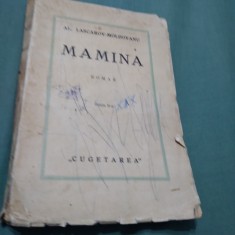 AL. LASCAROV-MOLDOVANU
MAMINA
ROMAN
„CUGETAREA"